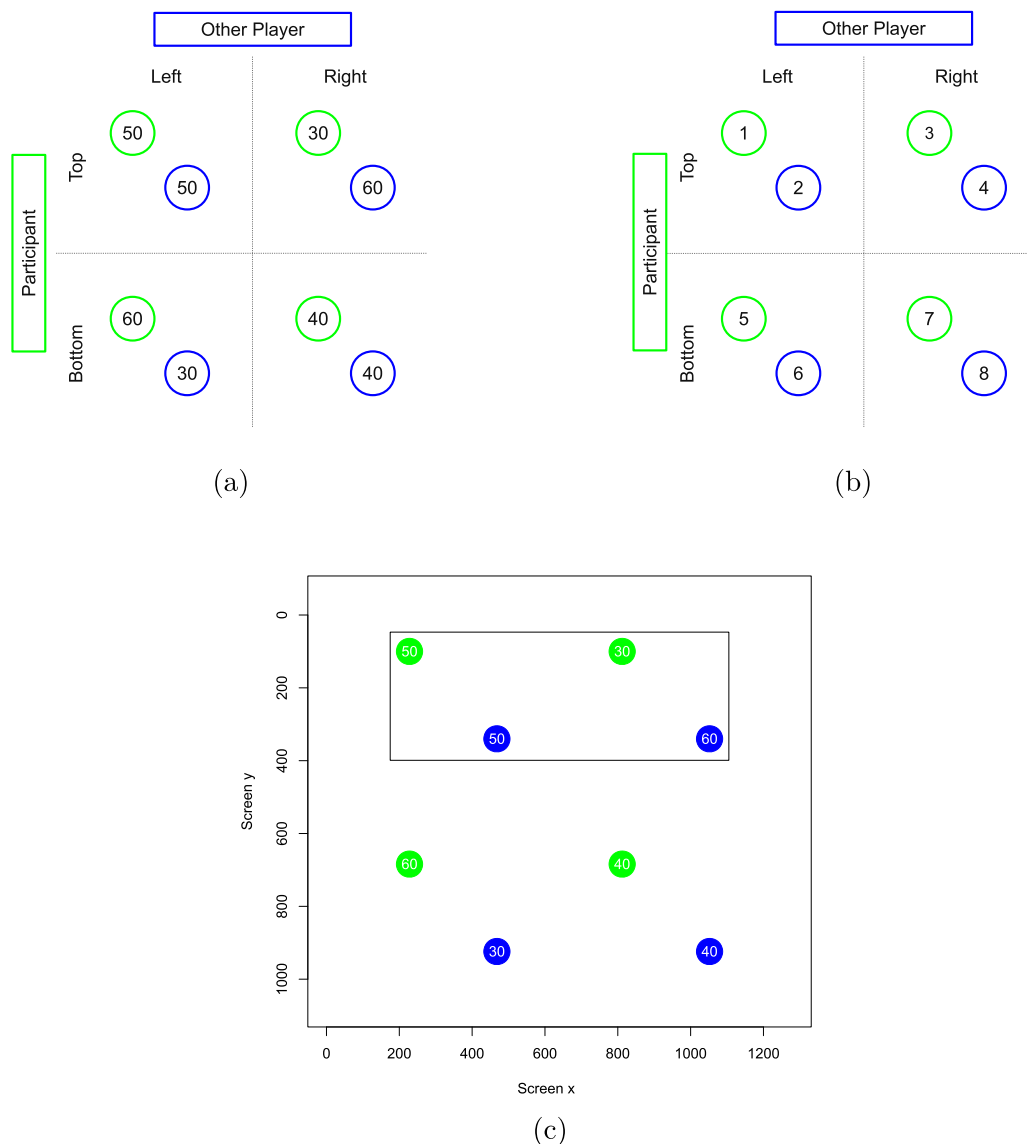 Other Player
Left Right
50 30
Top
50 60
Participant
60 40
Bottom
30 40
(a)
Other Player
Left Right
1 3
Top
2 4
Participant
5 7
Bottom
6 8
(b)
0
50 30
200
50 60
400
Screen y
600
60 40
800
30 40
1000
0 200 400 600 800 1000 1200
Screen x
(c)